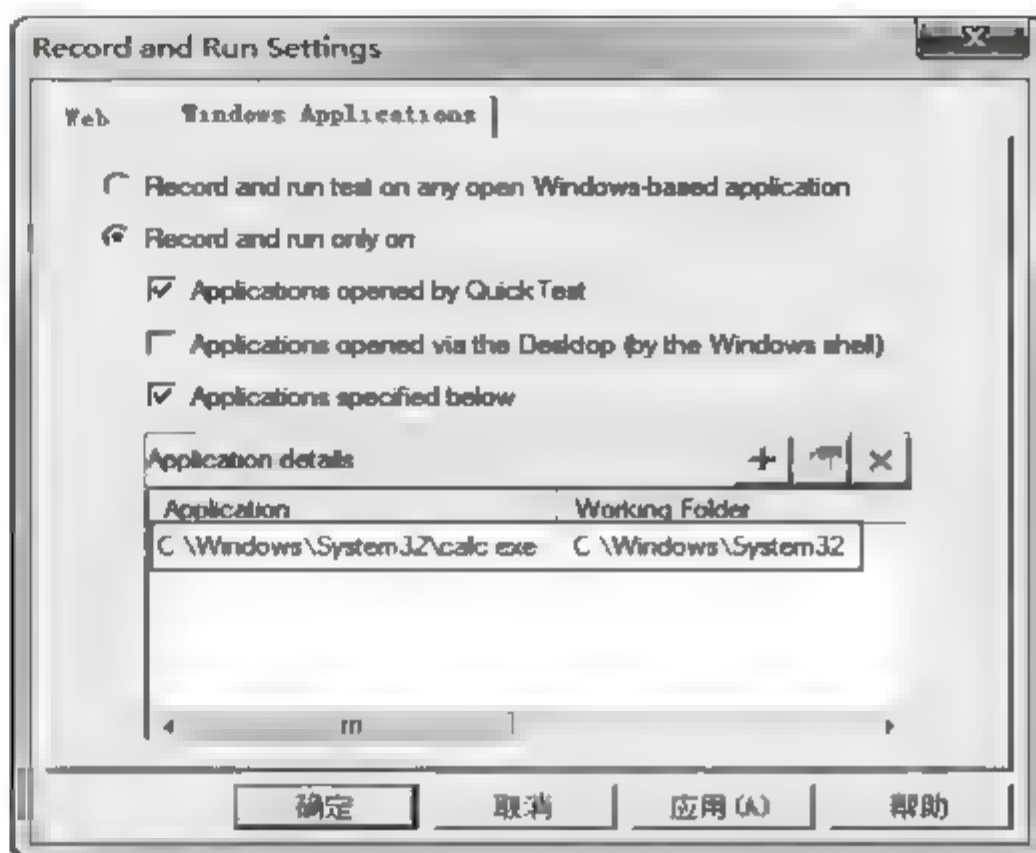 Record and Run Settings
Web Windows Applications
Record and run test on any open Windows-based application
Record and run only on
Applications opened by QuickTest
Applications opened via the Desktop (by the Windows shell)
Applications specified below
Application details
Application Working Folder
C \Windows\System32\calc exe C \Windows\System32
确定 取消 应用(A) 帮助